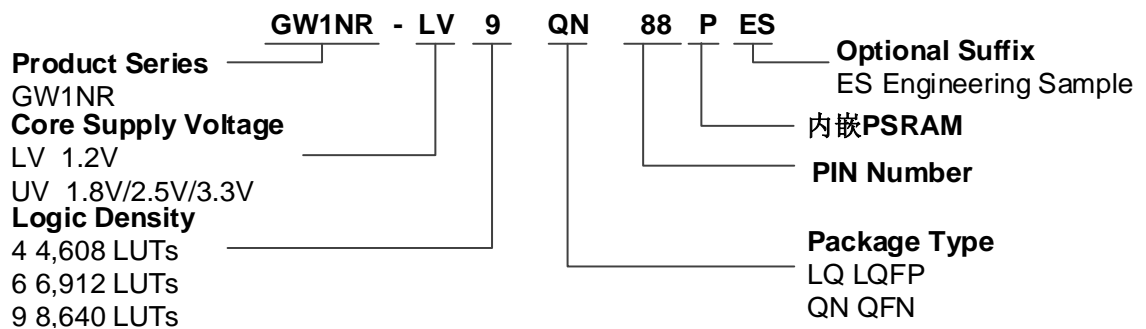 GW1NR - LV 9 QN 88 P ES
Product Series
GW1NR
Core Supply Voltage
LV 1.2V
UV 1.8V/2.5V/3.3V
Logic Density
4 4,608 LUTs
6 6,912 LUTs
9 8,640 LUTs
Optional Suffix
ES Engineering Sample
内嵌PSRAM
PIN Number
Package Type
LQ LQFP
QN QFN